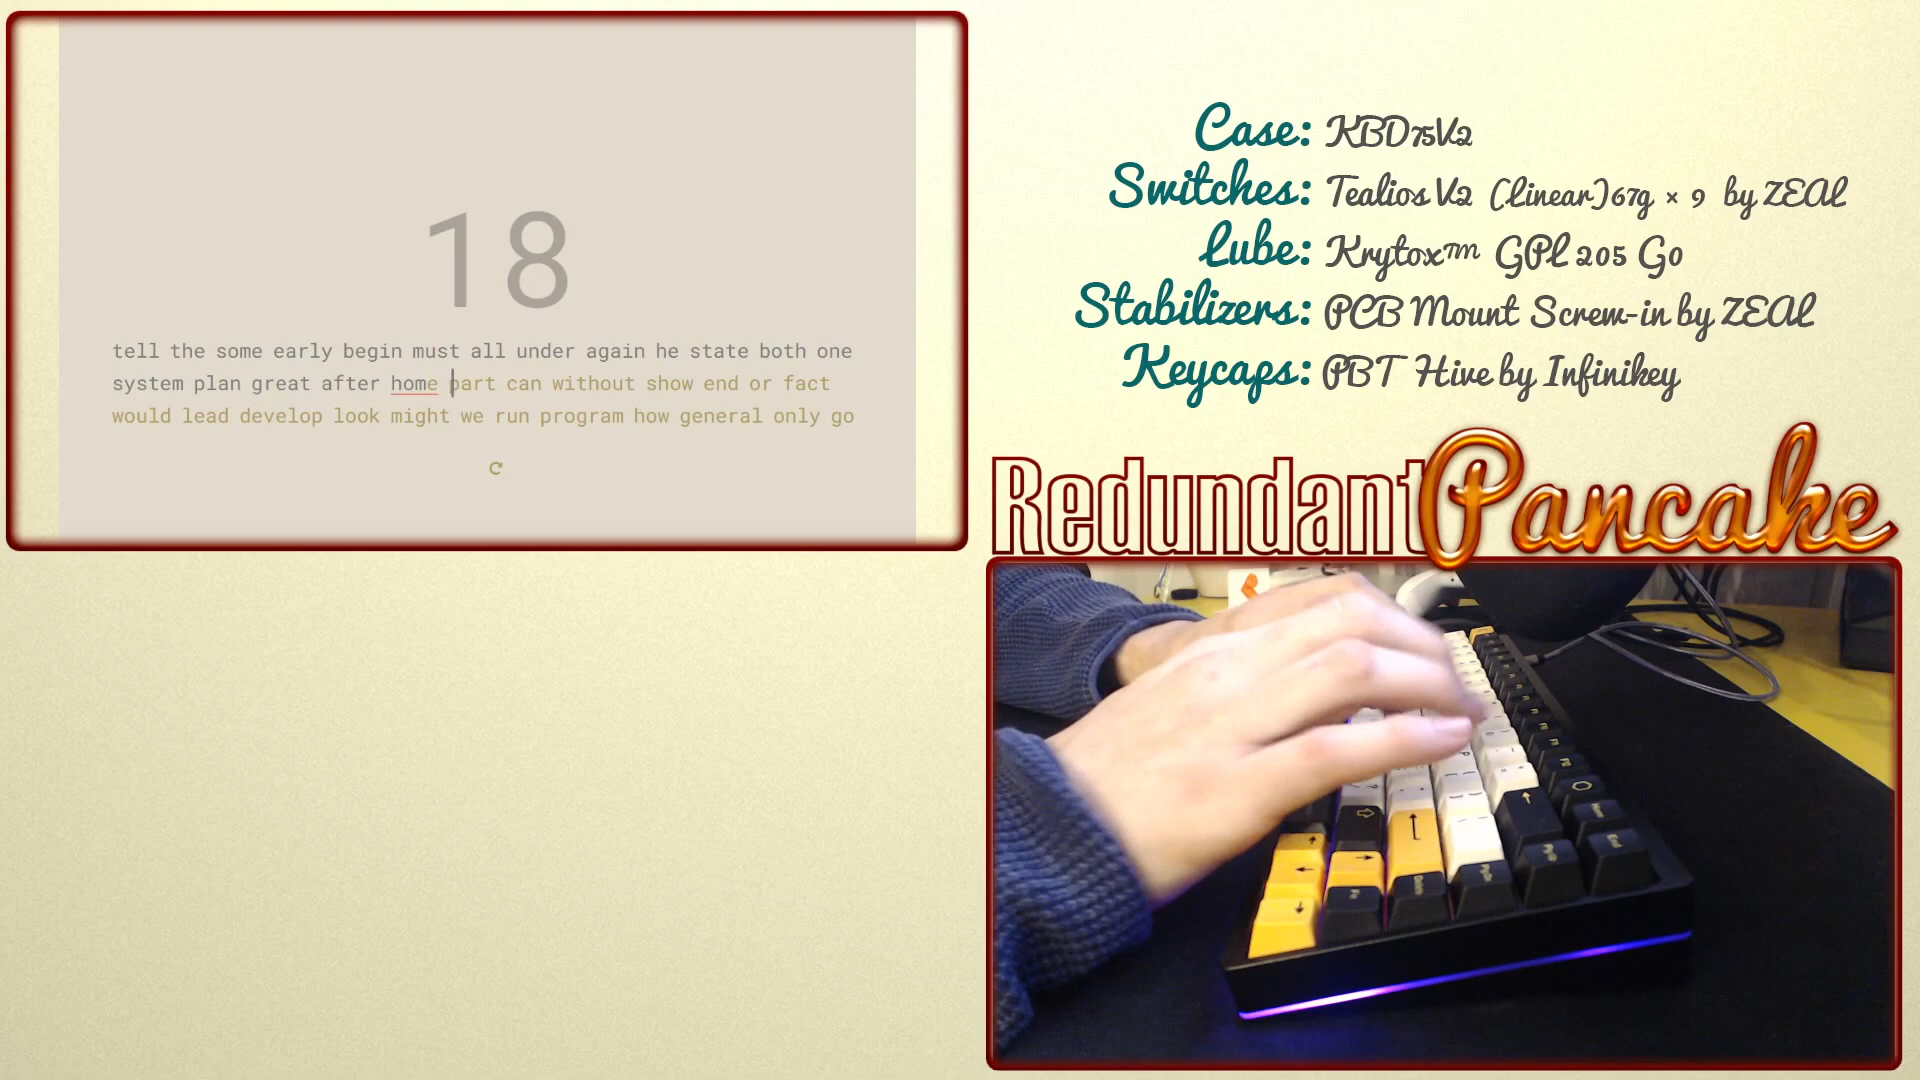 18
tell the some early begin must all under again he state both one
system plan great after home part can without show end or fact
would lead develop look might we run program how general only go
Case: KBD75V2
Switches: Tealios V2 (Linear) 67g × 9 by ZEAL
Lube: Krytox™ GPL 205 G0
Stabilizers: PCB Mount Screw-in by ZEAL
Keycaps: PBT Hive by Infinikey
Redundant Pancake
End